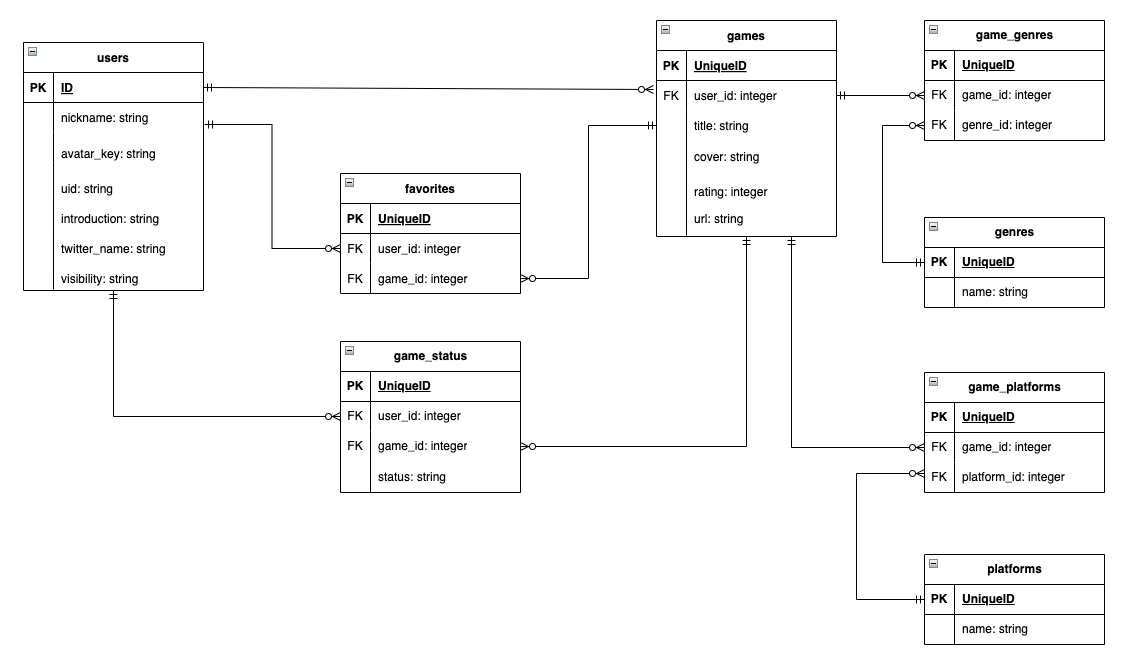 users
PK ID
nickname: string
avatar_key: string
uid: string
introduction: string
twitter_name: string
visibility: string
favorites
PK UniqueID
FK user_id: integer
FK game_id: integer
game_status
PK UniqueID
FK user_id: integer
FK game_id: integer
status: string
games
PK UniqueID
FK user_id: integer
title: string
cover: string
rating: integer
url: string
game_genres
PK UniqueID
FK game_id: integer
FK genre_id: integer
genres
PK UniqueID
name: string
game_platforms
PK UniqueID
FK game_id: integer
FK platform_id: integer
platforms
PK UniqueID
name: string